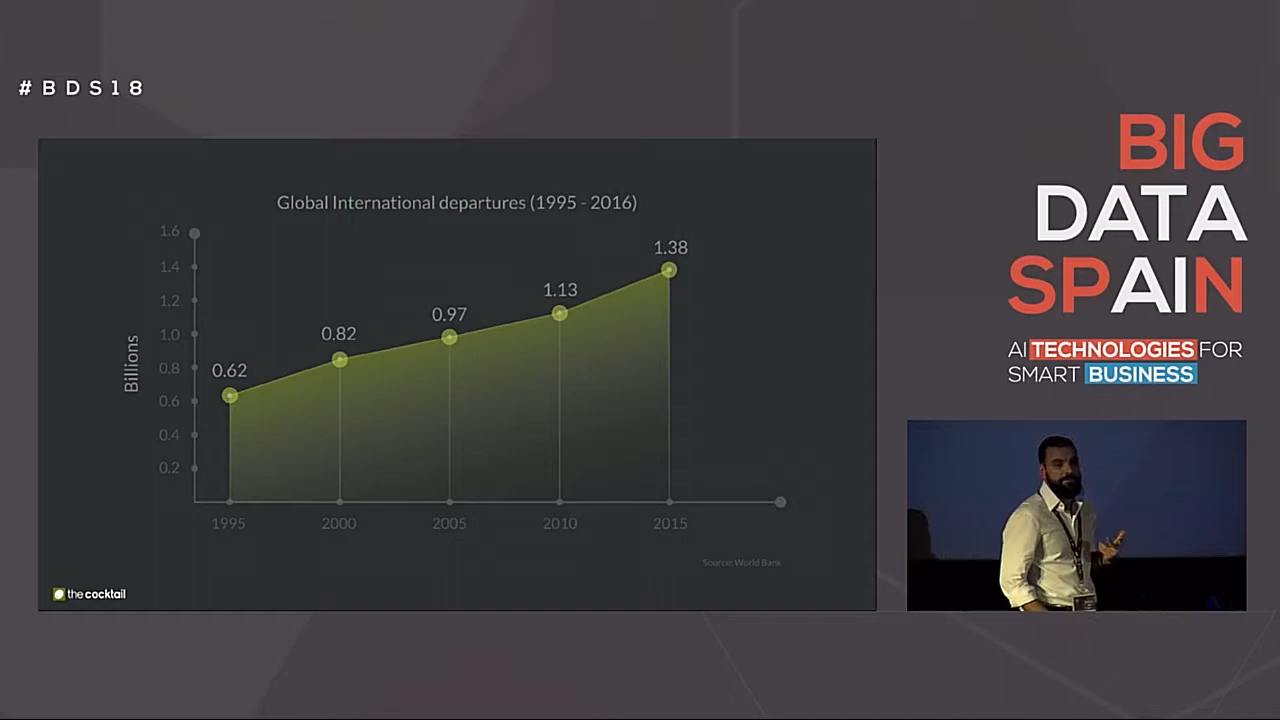 #BDS18
BIG
DATA
SPAIN
AI TECHNOLOGIES FOR
SMART BUSINESS
Global International departures (1995 - 2016)
Billions
1.6
1.4
1.2
1.0
0.8
0.6
0.4
0.2
0.62
0.82
0.97
1.13
1.38
1995 2000 2005 2010 2015
Source: World Bank
the cocktail